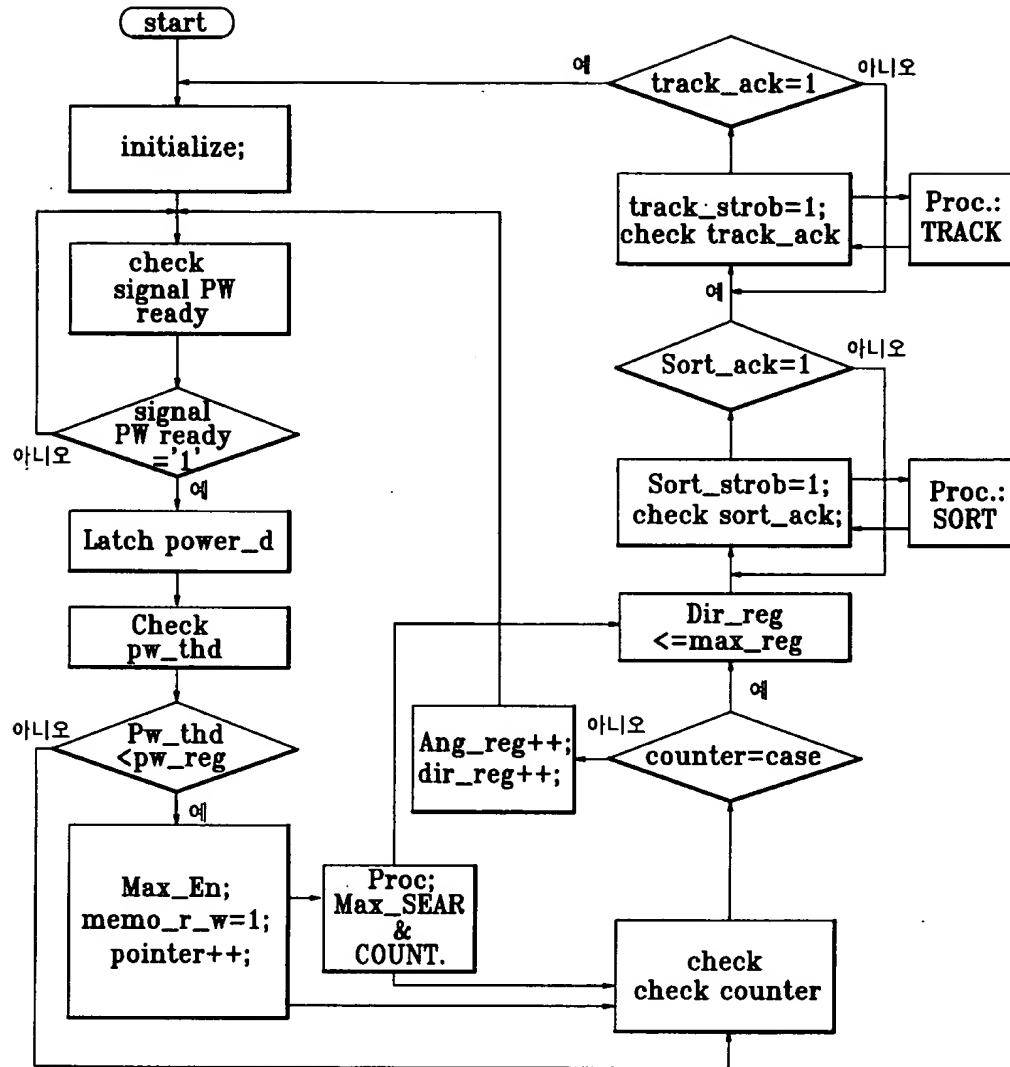 start
initialize;
check
signal PW
ready
signal
PW ready
='1'
아니오
예
Latch power_d
Check
pw_thd
아니오
Pw_thd
<pw_reg
예
Max_En;
memo_r_w=1;
pointer++;
Proc;
Max_SEAR
&
COUNT.
check
check counter
counter=case
아니오
예
Ang_reg++;
dir_reg++;
Dir_reg
<=max_reg
Sort_strob=1;
check sort_ack;
Proc.:
SORT
Sort_ack=1
아니오
예
track_strob=1;
check track_ack
Proc.:
TRACK
track_ack=1
아니오
예